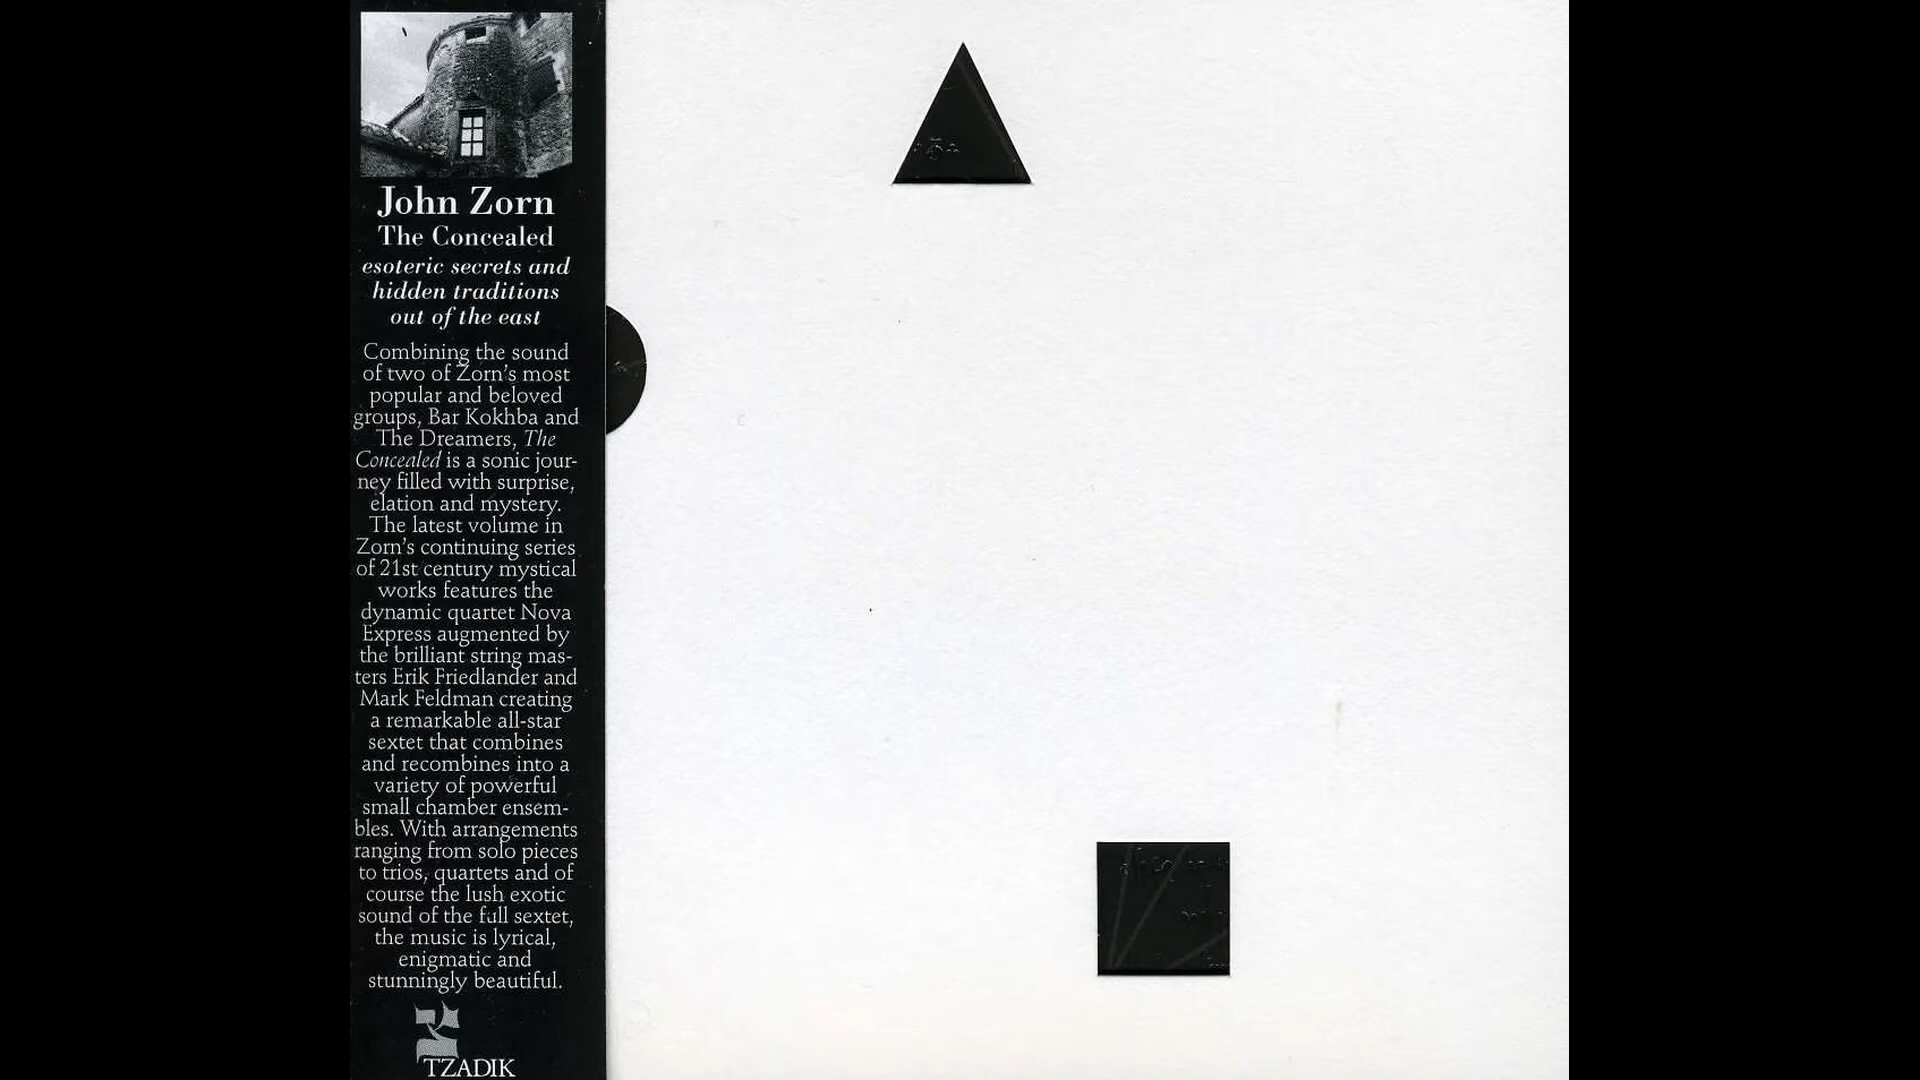 John Zorn
The Concealed
esoteric secrets and
hidden traditions
out of the east
Combining the sound
of two of Zorn's most
popular and beloved
groups, Bar Kokhba and
The Dreamers, The
Concealed is a sonic jour-
ney filled with surprise,
elation and mystery.
The latest volume in
Zorn's continuing series
of 21st century mystical
works features the
dynamic quartet Nova
Express augmented by
the brilliant string mas-
ters Erik Friedlander and
Mark Feldman creating
a remarkable all-star
sextet that combines
and recombines into a
variety of powerful
small chamber ensem-
bles. With arrangements
ranging from solo pieces
to trios, quartets and of
course the lush exotic
sound of the full sextet,
the music is lyrical,
enigmatic and
stunningly beautiful.
צ
TZADIK